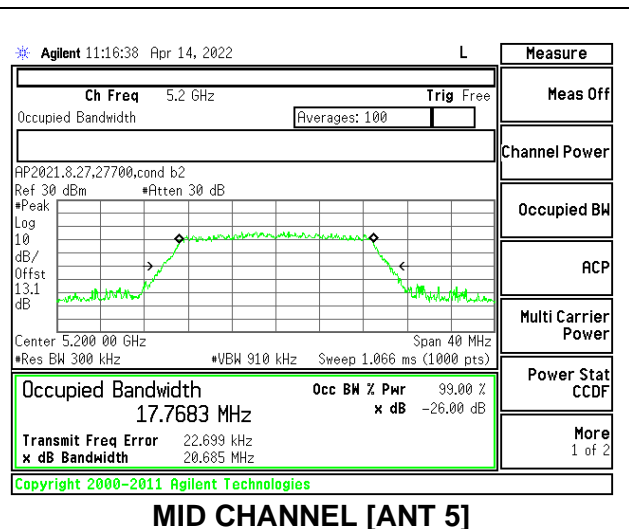 Agilent 11:16:38 Apr 14, 2022 L
Measure
Ch Freq 5.2 GHz Trig Free
Occupied Bandwidth Averages: 100
AP2021.8.27,27700,cond b2
Ref 30 dBm #Atten 30 dB
#Peak
Log
10
dB/
Offst
13.1
dB
Center 5.200 00 GHz Span 40 MHz
#Res BW 300 kHz #VBW 910 kHz Sweep 1.066 ms (1000 pts)
Occupied Bandwidth Occ BW % Pwr 99.00 %
17.7683 MHz x dB -26.00 dB
Transmit Freq Error 22.699 kHz
x dB Bandwidth 20.685 MHz
Copyright 2000-2011 Agilent Technologies
Meas Off
Channel Power
Occupied BW
ACP
Multi Carrier
Power
Power Stat
CCDF
More
1 of 2
MID CHANNEL [ANT 5]